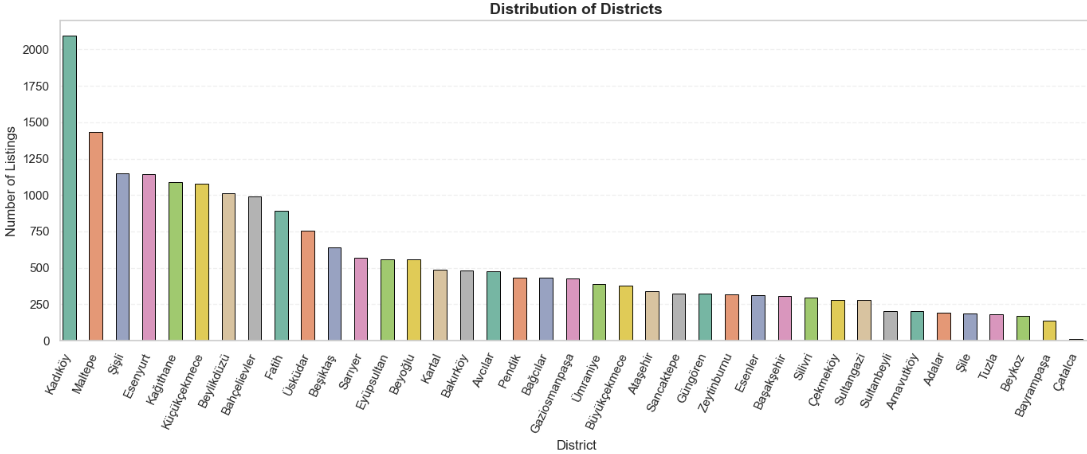 Distribution of Districts
Number of Listings
2000
1750
1500
1250
1000
750
500
250
0
Kadıköy
Maltepe
Şişli
Esenyurt
Kağıthane
Küçükçekmece
Beylikdüzü
Bahçelievler
Fatih
Üsküdar
Beşiktaş
Sarıyer
Eyüpsultan
Beyoğlu
Kartal
Bakırköy
Avcılar
Pendik
Bağcılar
Gaziosmanpaşa
Ümraniye
Büyükçekmece
Ataşehir
Sancaktepe
Güngören
Zeytinburnu
Esenler
Başakşehir
Silivri
Çekmeköy
Sultangazi
Sultanbeyli
Arnavutköy
Adalar
Şile
Tuzla
Beykoz
Bayrampaşa
Çatalca
District